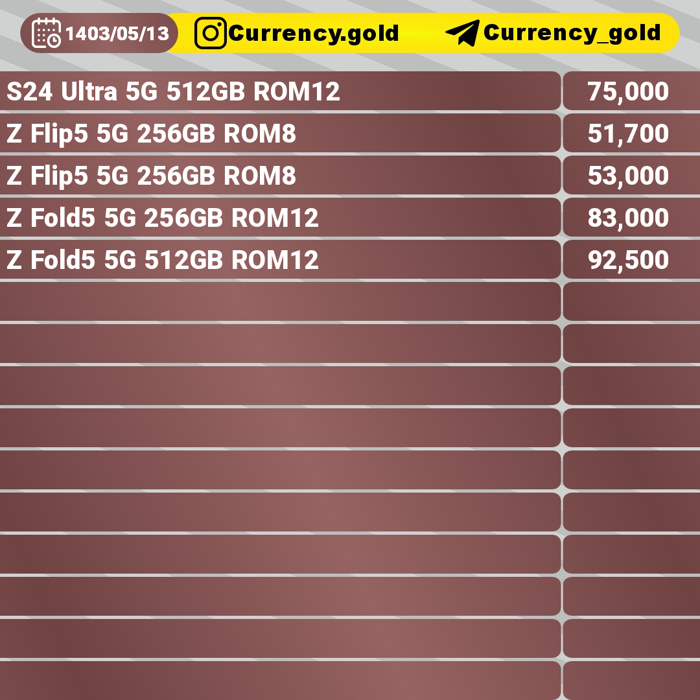 1403/05/13 Currency.gold Currency_gold
S24 Ultra 5G 512GB ROM12 75,000
Z Flip5 5G 256GB ROM8 51,700
Z Flip5 5G 256GB ROM8 53,000
Z Fold5 5G 256GB ROM12 83,000
Z Fold5 5G 512GB ROM12 92,500